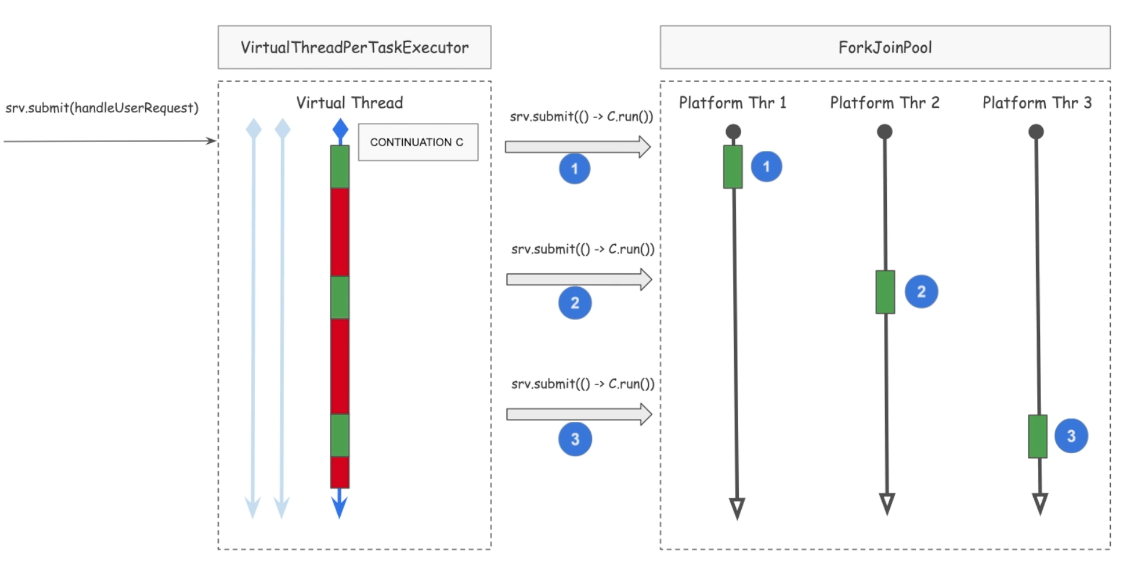 VirtualThreadPerTaskExecutor
ForkJoinPool
srv.submit(handleUserRequest)
Virtual Thread
CONTINUATION C
srv.submit(() -> C.run())
1
srv.submit(() -> C.run())
2
srv.submit(() -> C.run())
3
Platform Thr 1
Platform Thr 2
Platform Thr 3
1
2
3